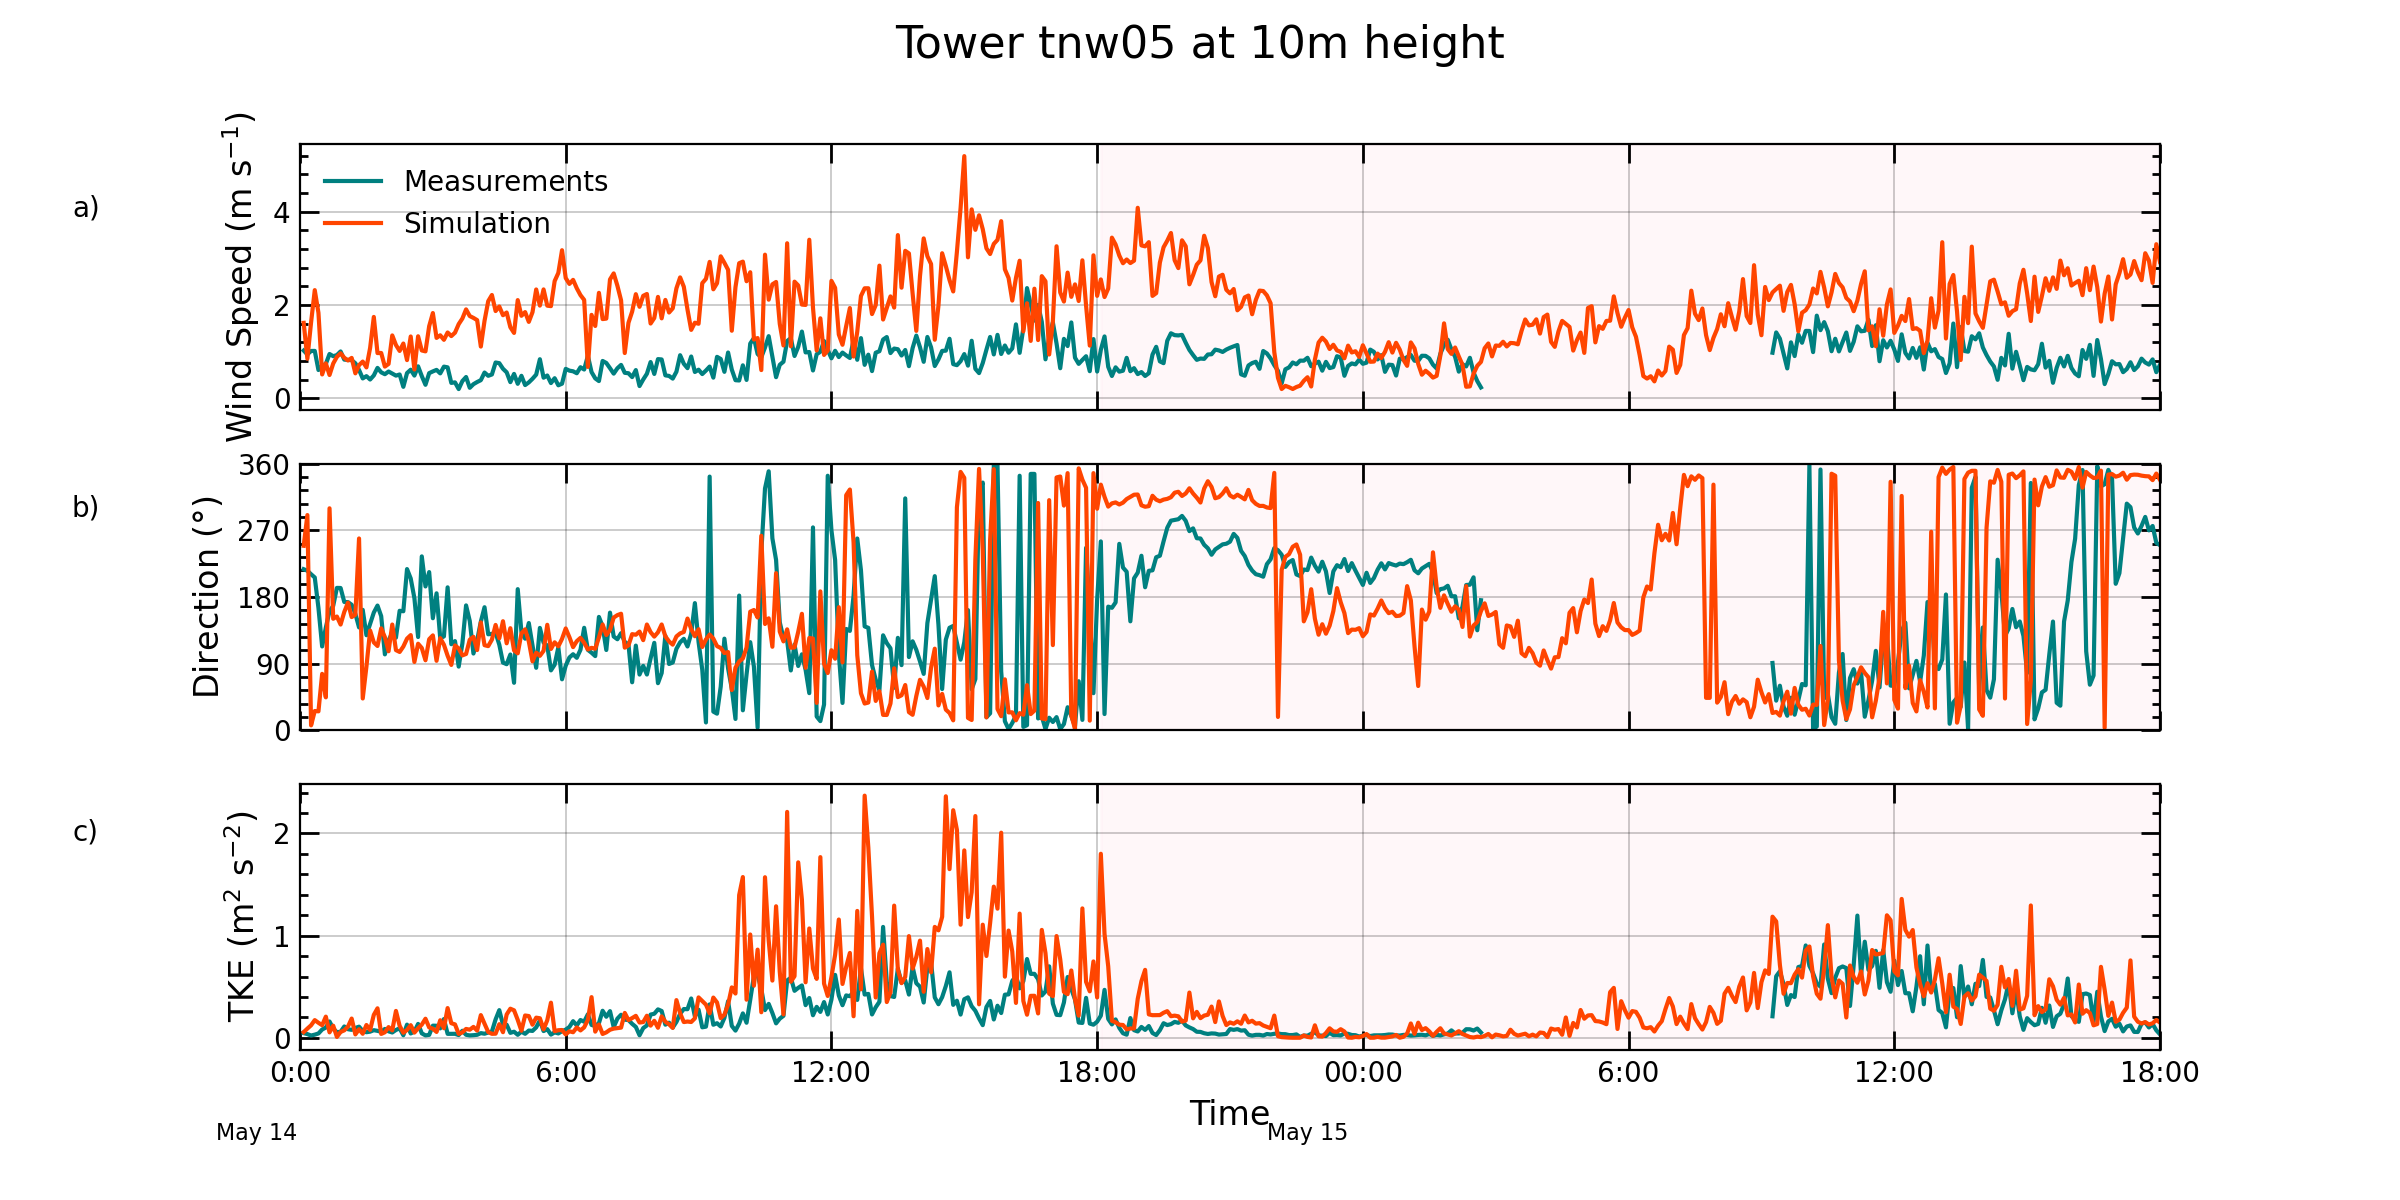 Tower tnw05 at 10m height
a)
Wind Speed (m s⁻¹)
4
2
0
Measurements
Simulation
b)
Direction (°)
360
270
180
90
0
c)
TKE (m² s⁻²)
2
1
0
0:00 6:00 12:00 18:00 00:00 6:00 12:00 18:00
Time
May 14 May 15